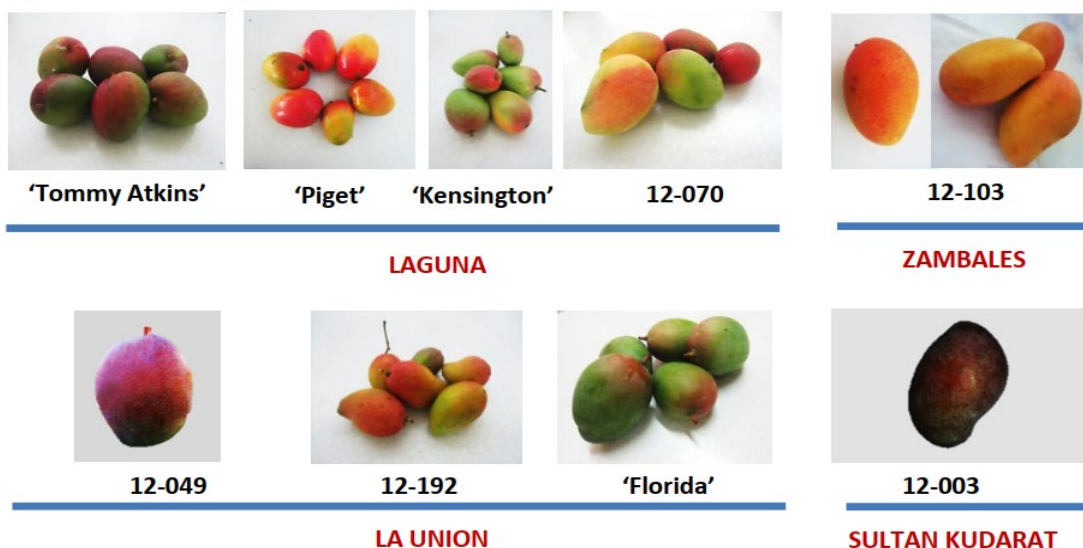 ‘Tommy Atkins’
‘Piget’
‘Kensington’
12-070
LAGUNA
12-103
ZAMBALES
12-049
12-192
‘Florida’
LA UNION
12-003
SULTAN KUDARAT